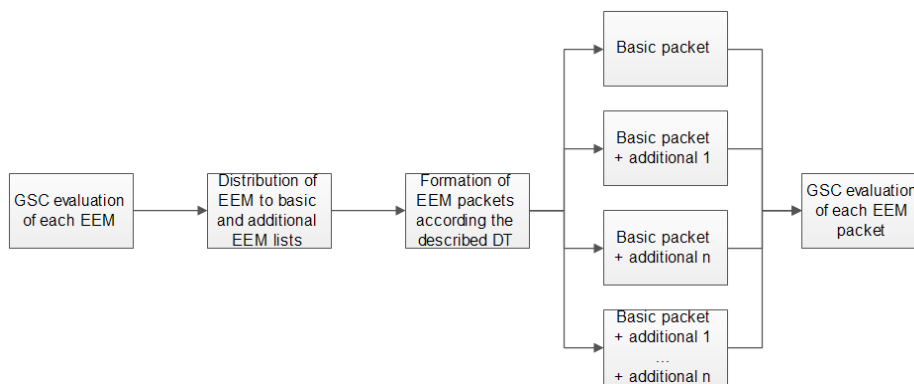 GSC evaluation
of each EEM
Distribution of
EEM to basic
and additional
EEM lists
Formation of
EEM packets
according the
described DT
Basic packet
Basic packet
+ additional 1
Basic packet
+ additional n
Basic packet
+ additional 1
...
+ additional n
GSC evaluation
of each EEM
packet